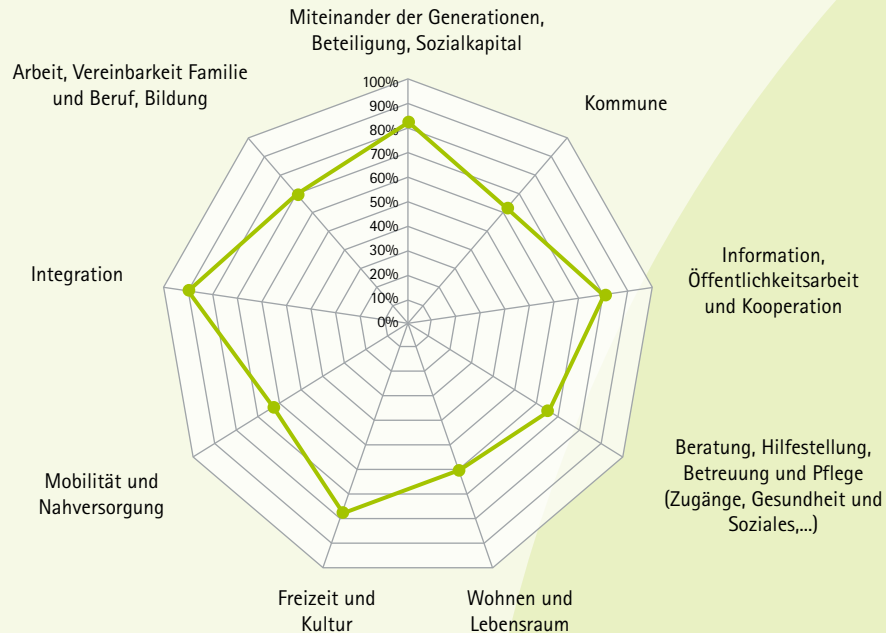 Miteinander der Generationen,
Beteiligung, Sozialkapital
Arbeit, Vereinbarkeit Familie
und Beruf, Bildung
Kommune
100%
90%
80%
70%
60%
50%
40%
30%
20%
10%
0%
Integration
Information,
Öffentlichkeitsarbeit
und Kooperation
Mobilität und
Nahversorgung
Beratung, Hilfestellung,
Betreuung und Pflege
(Zugänge, Gesundheit und
Soziales,...)
Freizeit und
Kultur
Wohnen und
Lebensraum